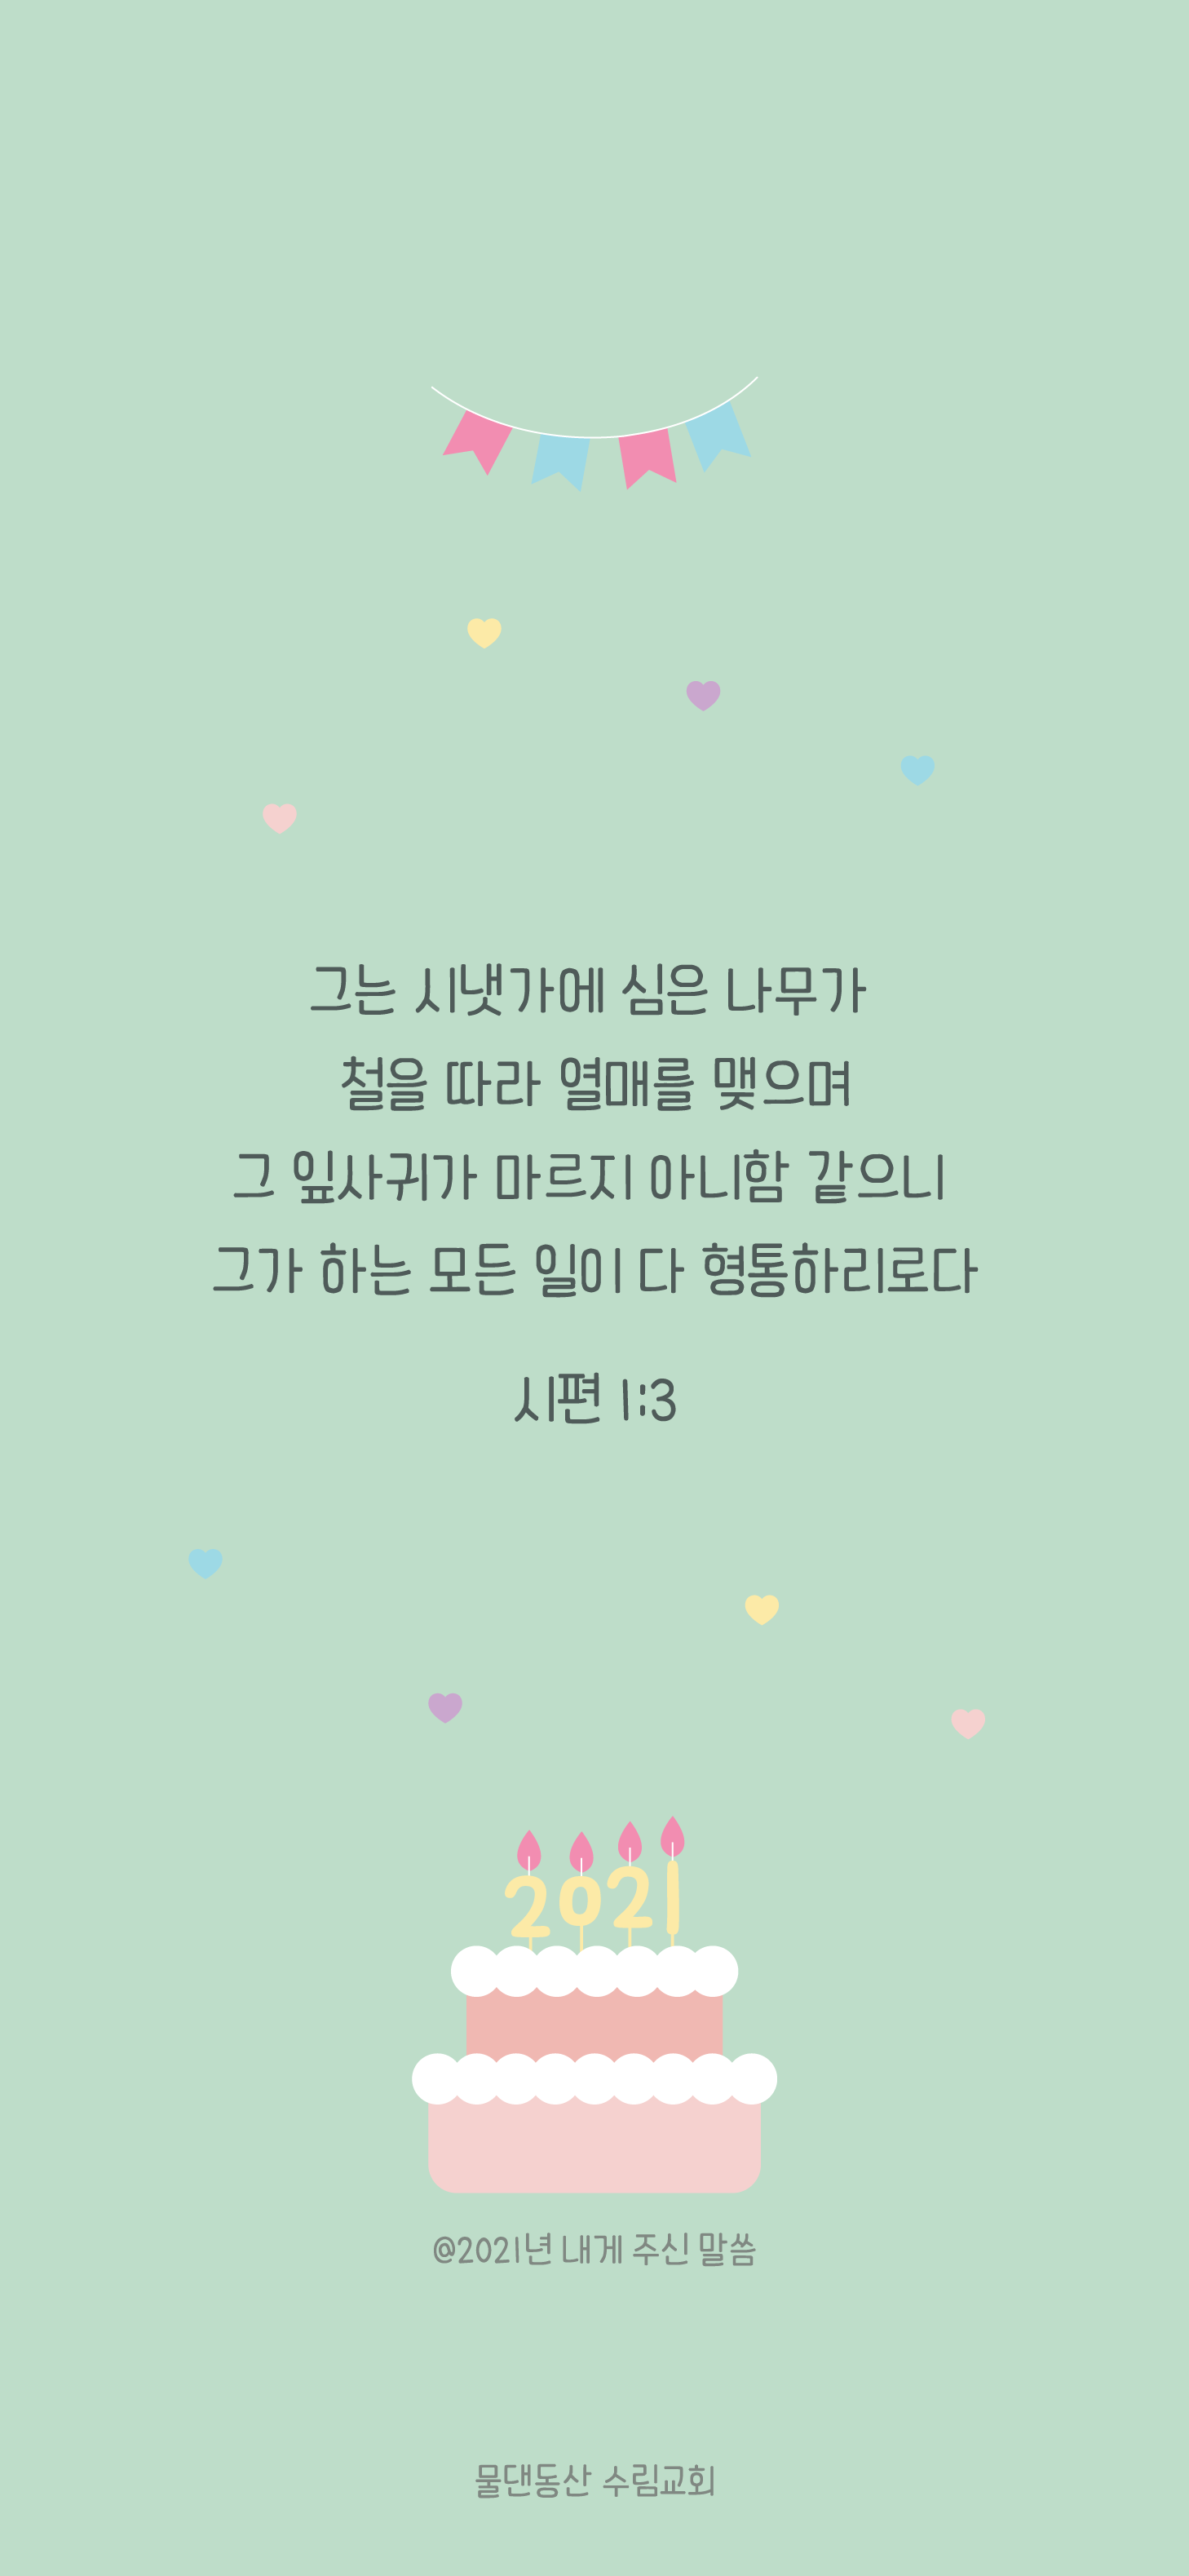 그는 시냇가에 심은 나무가
철을 따라 열매를 맺으며
그 잎사귀가 마르지 아니함 같으니
그가 하는 모든 일이 다 형통하리로다
시편 1:3
2021
@2021년 내게 주신 말씀
물댄동산 수림교회